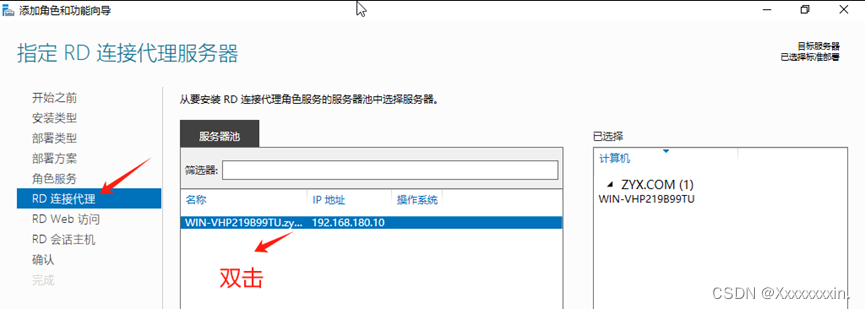 添加角色和功能向导
指定 RD 连接代理服务器
目标服务器
已选择标准部署
开始之前
安装类型
部署类型
部署方案
角色服务
RD 连接代理
RD Web 访问
RD 会话主机
确认
完成
从要安装 RD 连接代理角色服务的服务器池中选择服务器。
服务器池
筛选器:
名称 IP 地址 操作系统
WIN-VHP219B99TU.zy... 192.168.180.10
双击
已选择
计算机
ZYX.COM (1)
WIN-VHP219B99TU
CSDN @Xxxxxxxxin.